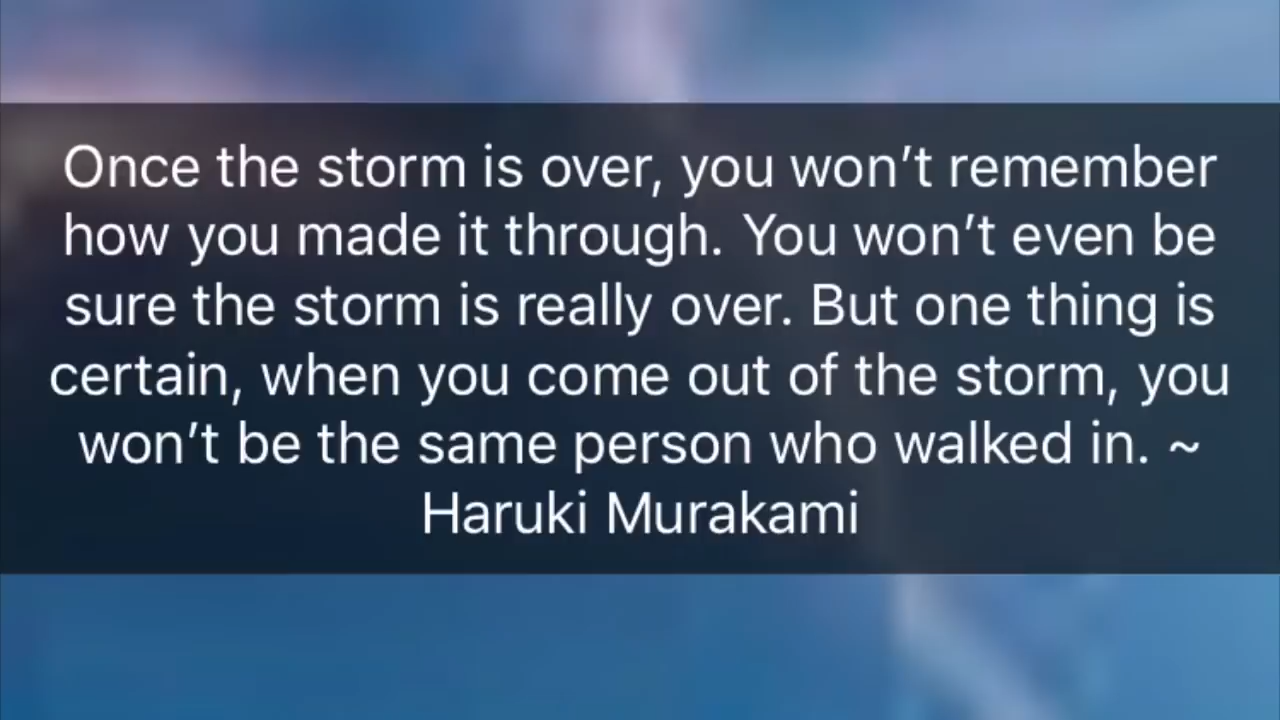 Once the storm is over, you won’t remember
how you made it through. You won’t even be
sure the storm is really over. But one thing is
certain, when you come out of the storm, you
won’t be the same person who walked in. ~
Haruki Murakami